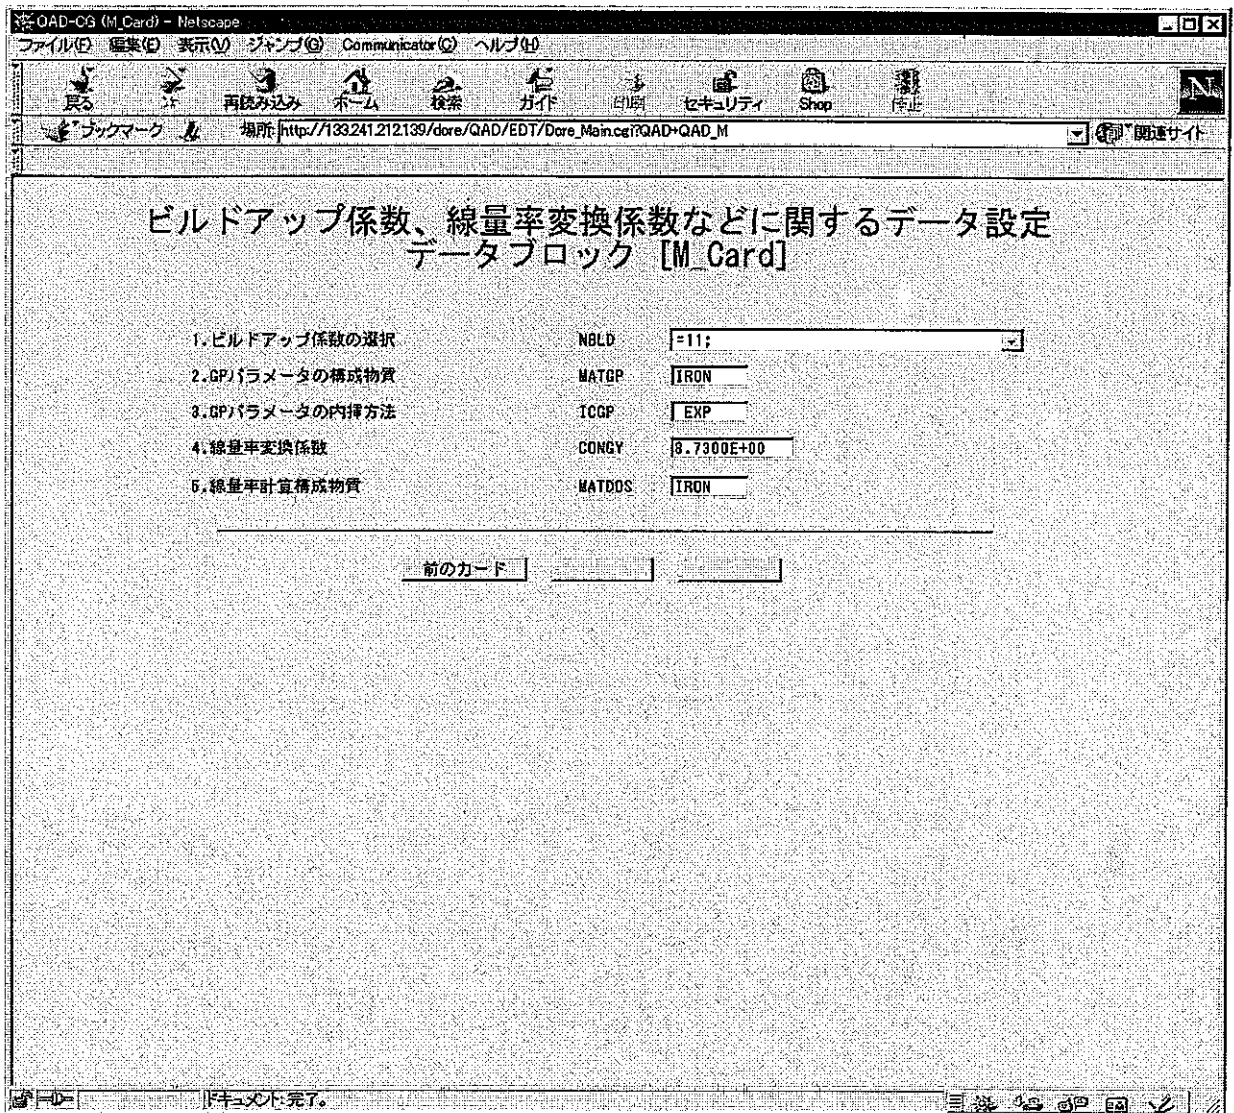 QAD-CG (M_Card) - Netscape
ファイル(F) 編集(E) 表示(V) ジャンプ(G) Communicator(C) ヘルプ(H)
戻る 再読み込み ホーム 検索 ガイド 印刷 セキュリティ Shop 停止
N
ブックマーク 場所: http://133.241.212.139/dore/QAD/EDT/Dore_Main.cgi?QAD+QAD_M 関連サイト
ビルドアップ係数、線量率変換係数などに関するデータ設定
データブロック [M_Card]
1.ビルドアップ係数の選択 NBLD =11;
2.GPパラメータの構成物質 MATGP IRON
3.GPパラメータの内挿方法 ICGP EXP
4.線量率変換係数 CONGY 8.7300E+00
5.線量率計算構成物質 MATDOS IRON
前のカード
ドキュメント:完了。